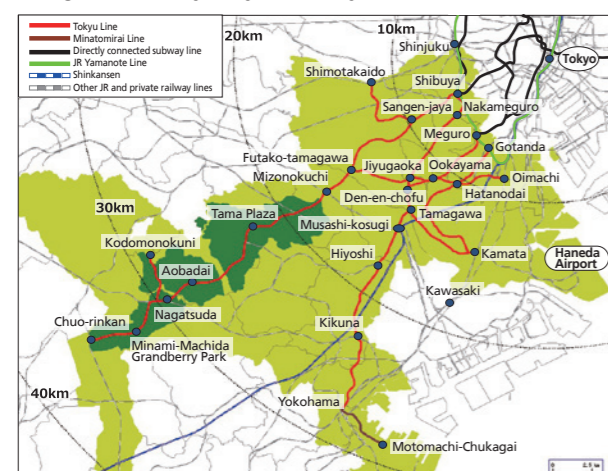 Tokyu Line
Minatomirai Line
Directly connected subway line
JR Yamanote Line
Shinkansen
Other JR and private railway lines
20km
10km
Shinjuku
Tokyo
Shimotakaido
Shibuya
Sangen-jaya
Nakameguro
Meguro
Gotanda
Futako-tamagawa
Jiyugaoka
Ookayama
Oimachi
Mizonokuchi
Den-en-chofu
Hatanodai
30km
Tama Plaza
Musashi-kosugi
Tamagawa
Kodomonokuni
Hiyoshi
Kamata
Haneda
Airport
Aobadai
Kawasaki
Nagatsuda
Chuo-rinkan
Kikuna
Minami-Machida
Grandberry Park
40km
Yokohama
Motomachi-Chukagai